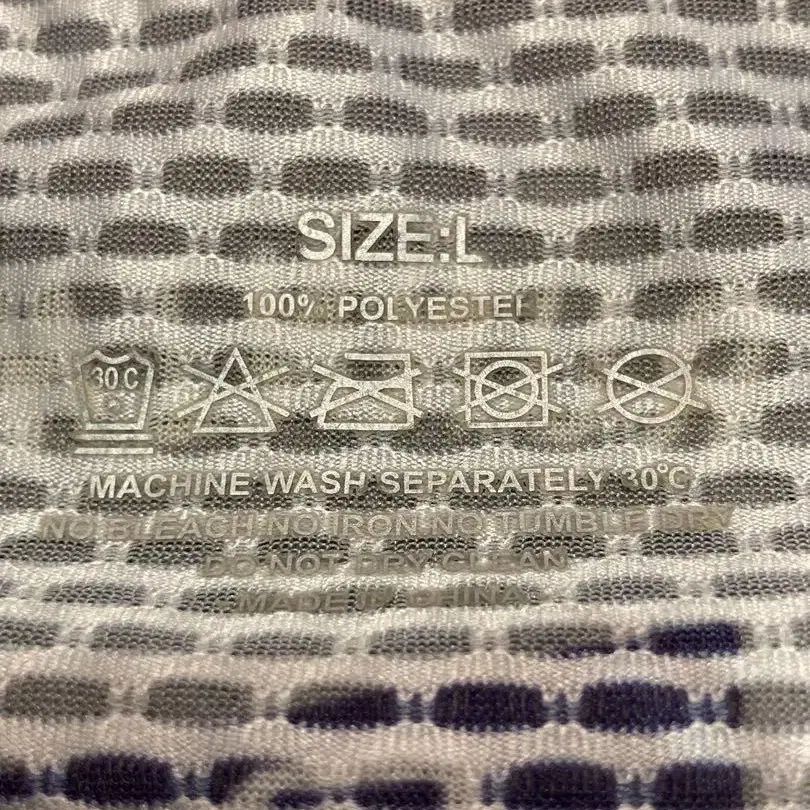 SIZE:L
100% POLYESTER
30°C
MACHINE WASH SEPARATELY 30℃
NO BLEACH NO IRON NO TUMBLE DRY
DO NOT DRY CLEAN
MADE IN CHINA